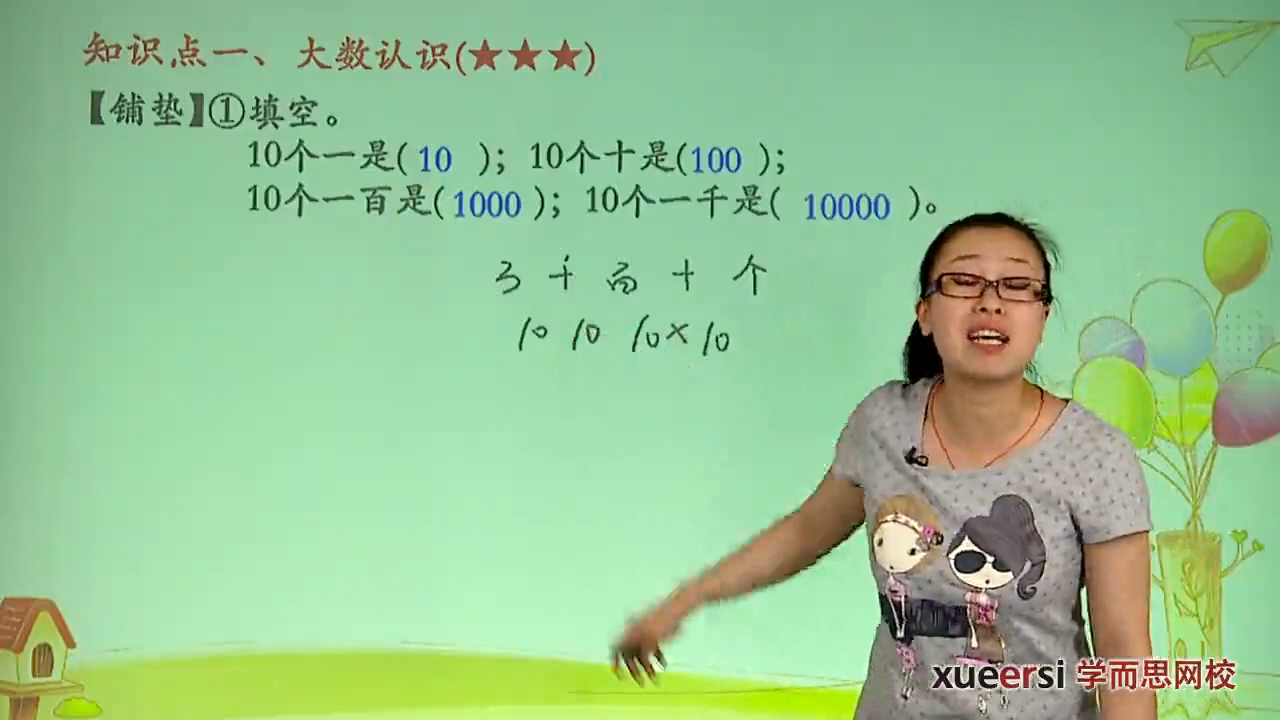 知识点一、大数认识(★★★)
【铺垫】①填空。
10个一是( 10 )；10个十是(100 )；
10个一百是(1000 )；10个一千是( 10000 )。
万 千 百 十 个
10 10 10×10
xueersi 学而思网校